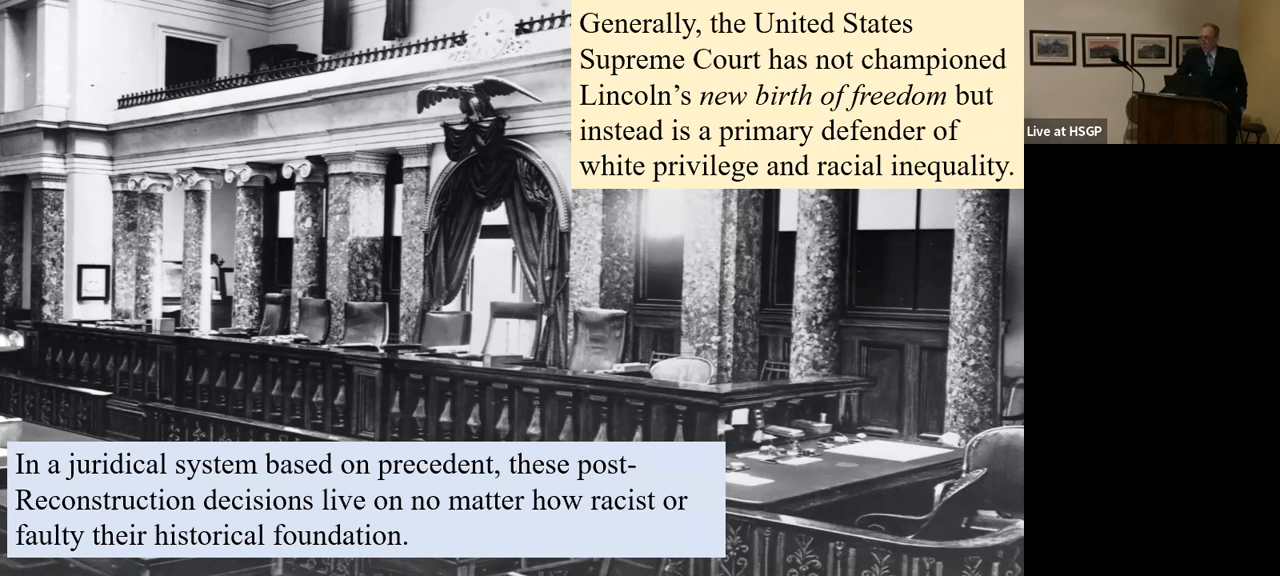 Generally, the United States
Supreme Court has not championed
Lincoln’s new birth of freedom but
instead is a primary defender of
white privilege and racial inequality.
Live at HSGP
In a juridical system based on precedent, these post-
Reconstruction decisions live on no matter how racist or
faulty their historical foundation.